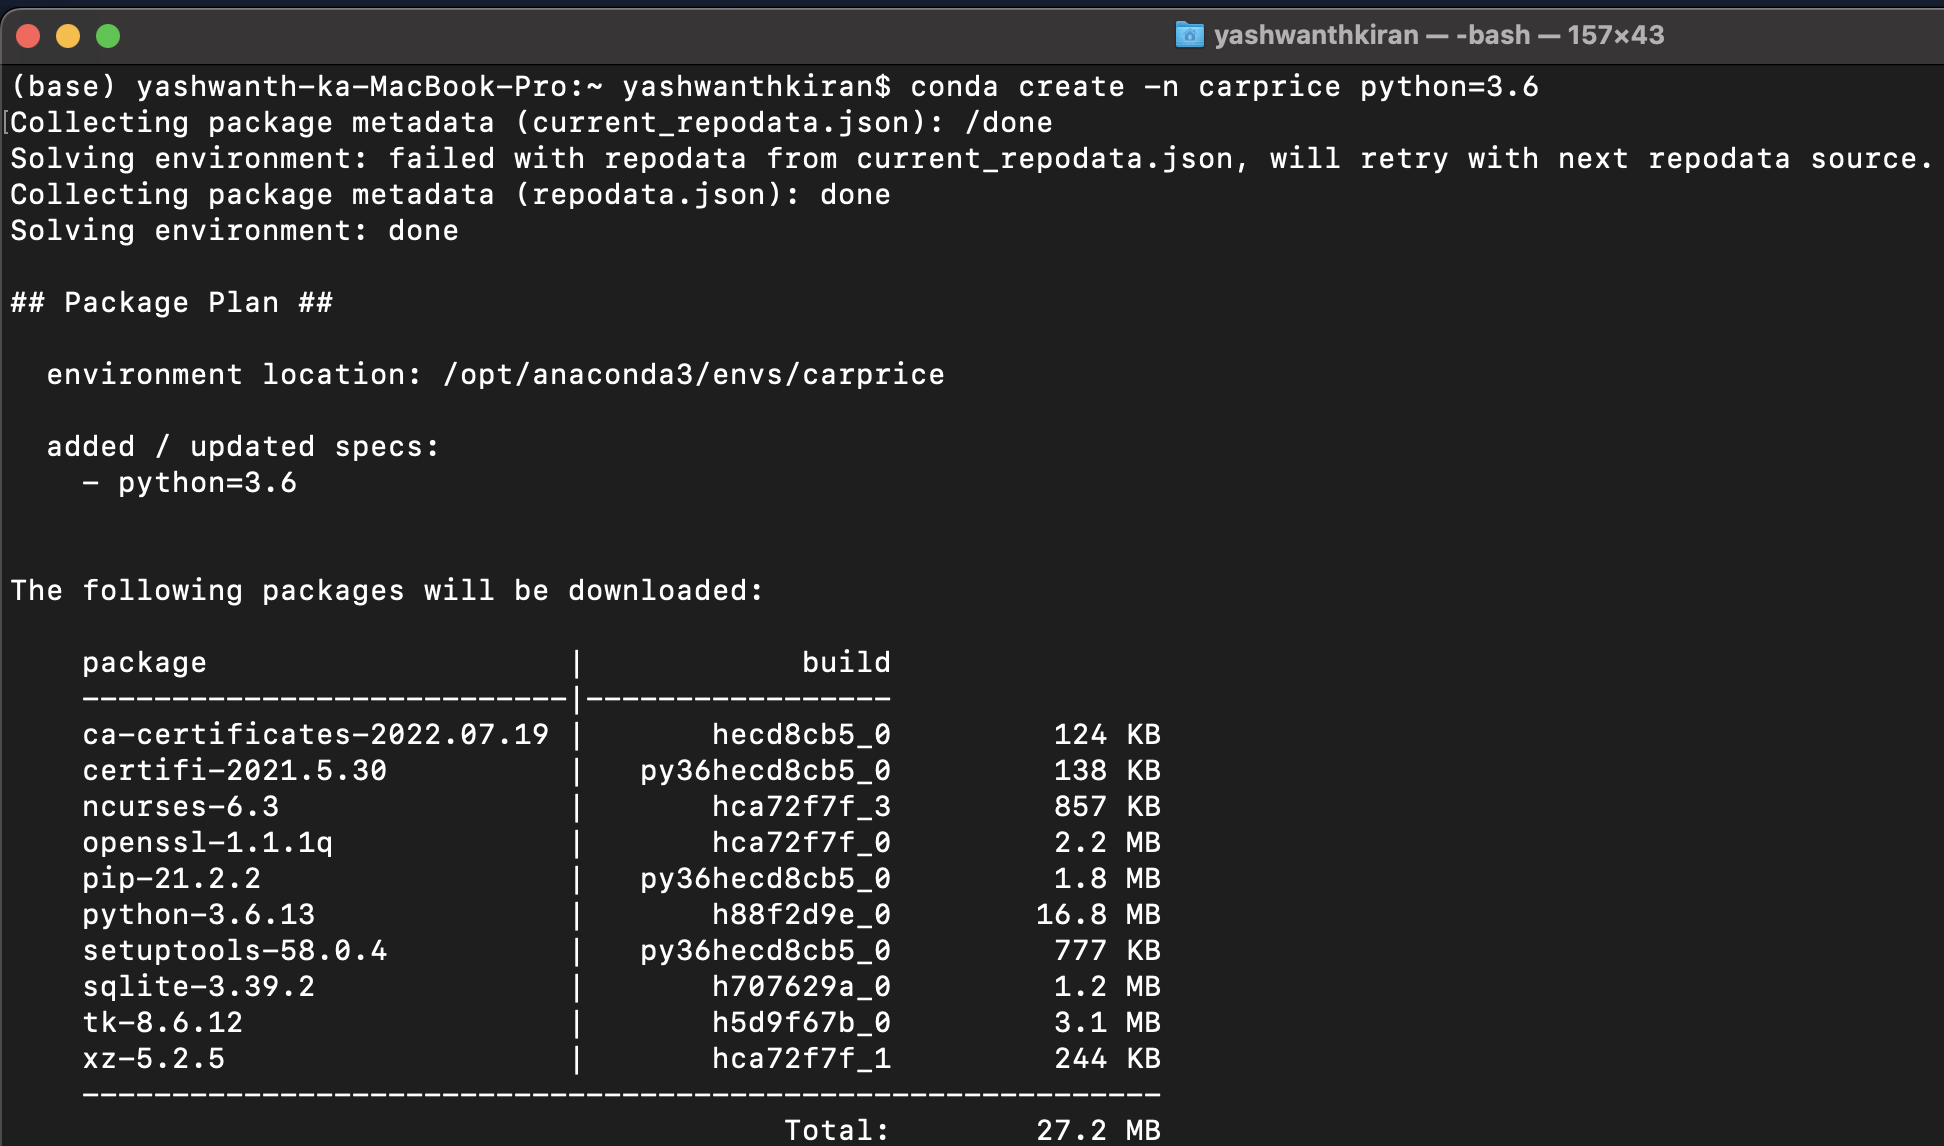 yashwanthkiran — -bash — 157×43
(base) yashwanth-ka-MacBook-Pro:~ yashwanthkiran$ conda create -n carprice python=3.6
[Collecting package metadata (current_repodata.json): /done
Solving environment: failed with repodata from current_repodata.json, will retry with next repodata source.
Collecting package metadata (repodata.json): done
Solving environment: done
## Package Plan ##
environment location: /opt/anaconda3/envs/carprice
added / updated specs:
- python=3.6
The following packages will be downloaded:
package | build
---------------------------|-----------------
ca-certificates-2022.07.19 | hecd8cb5_0 124 KB
certifi-2021.5.30 | py36hecd8cb5_0 138 KB
ncurses-6.3 | hca72f7f_3 857 KB
openssl-1.1.1q | hca72f7f_0 2.2 MB
pip-21.2.2 | py36hecd8cb5_0 1.8 MB
python-3.6.13 | h88f2d9e_0 16.8 MB
setuptools-58.0.4 | py36hecd8cb5_0 777 KB
sqlite-3.39.2 | h707629a_0 1.2 MB
tk-8.6.12 | h5d9f67b_0 3.1 MB
xz-5.2.5 | hca72f7f_1 244 KB
------------------------------------------------------------
Total: 27.2 MB